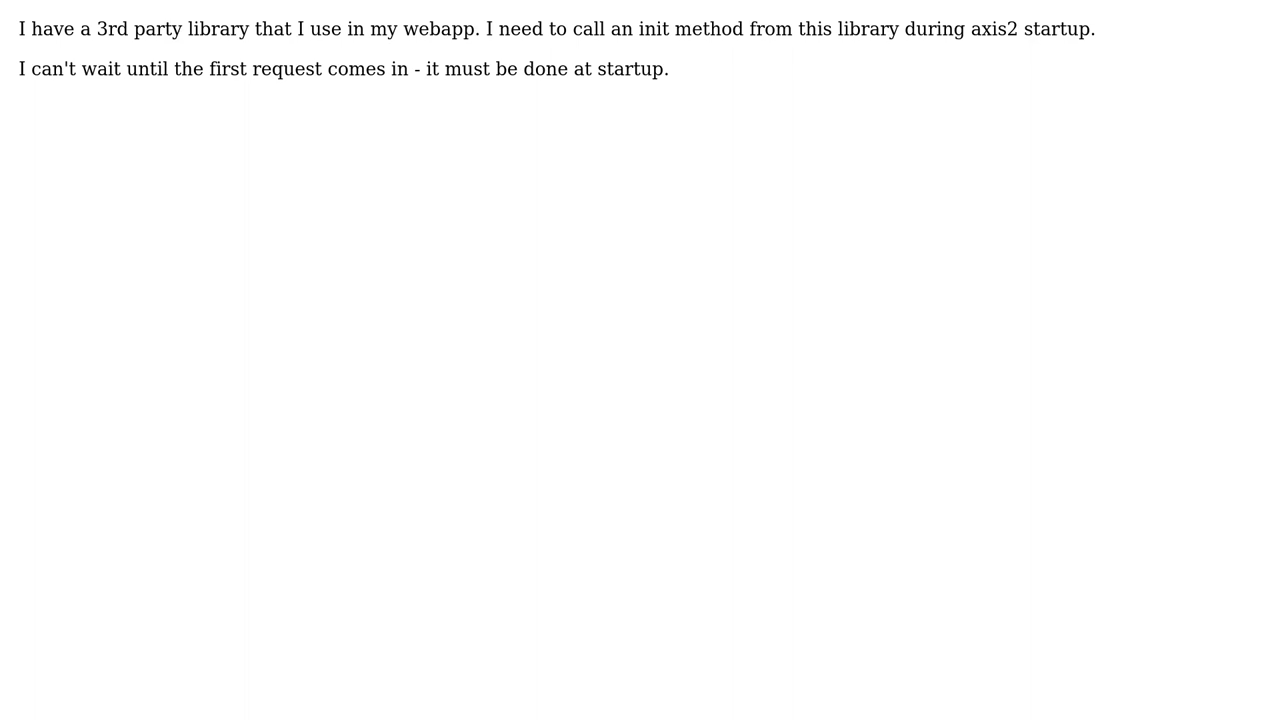 I have a 3rd party library that I use in my webapp. I need to call an init method from this library during axis2 startup.
I can't wait until the first request comes in - it must be done at startup.